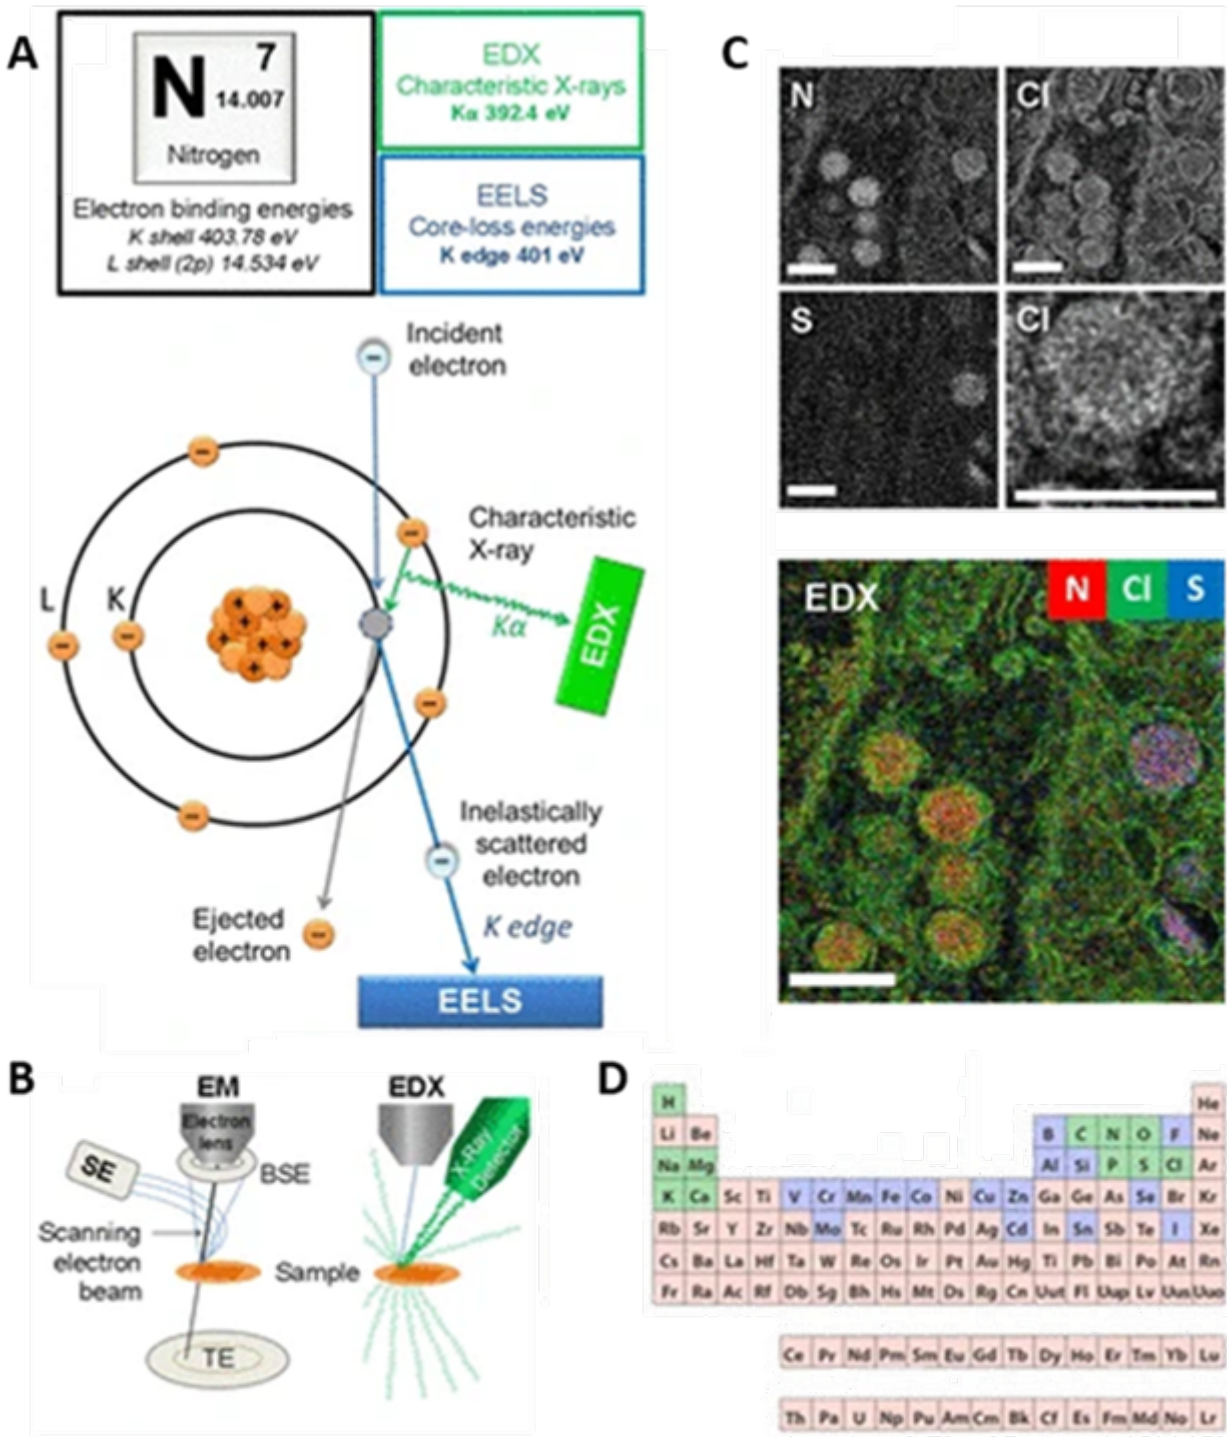 A
N
7
14.007
Nitrogen
Electron binding energies
K shell 403.78 eV
L shell (2p) 14.534 eV
EDX
Characteristic X-rays
Kα 392.4 eV
EELS
Core-loss energies
K edge 401 eV
Incident
electron
Characteristic
X-ray
L
K
Kα
EDX
Inelastically
scattered
electron
K edge
Ejected
electron
EELS
B
EM
Electron
lens
SE
BSE
Scanning
electron
beam
TE
EDX
X-Ray
Detector
Sample
C
N
Cl
S
Cl
EDX
N Cl S
D
H He
Li Be B C N O F Ne
Na Mg Al Si P S Cl Ar
K Ca Sc Ti V Cr Mn Fe Co Ni Cu Zn Ga Ge As Se Br Kr
Rb Sr Y Zr Nb Mo Tc Ru Rh Pd Ag Cd In Sn Sb Te I Xe
Cs Ba La Hf Ta W Re Os Ir Pt Au Hg Tl Pb Bi Po At Rn
Fr Ra Ac Rf Db Sg Bh Hs Mt Ds Rg Cn Uut Fl Uup Lv Uus Uuo
Ce Pr Nd Pm Sm Eu Gd Tb Dy Ho Er Tm Yb Lu
Th Pa U Np Pu Am Cm Bk Cf Es Fm Md No Lr